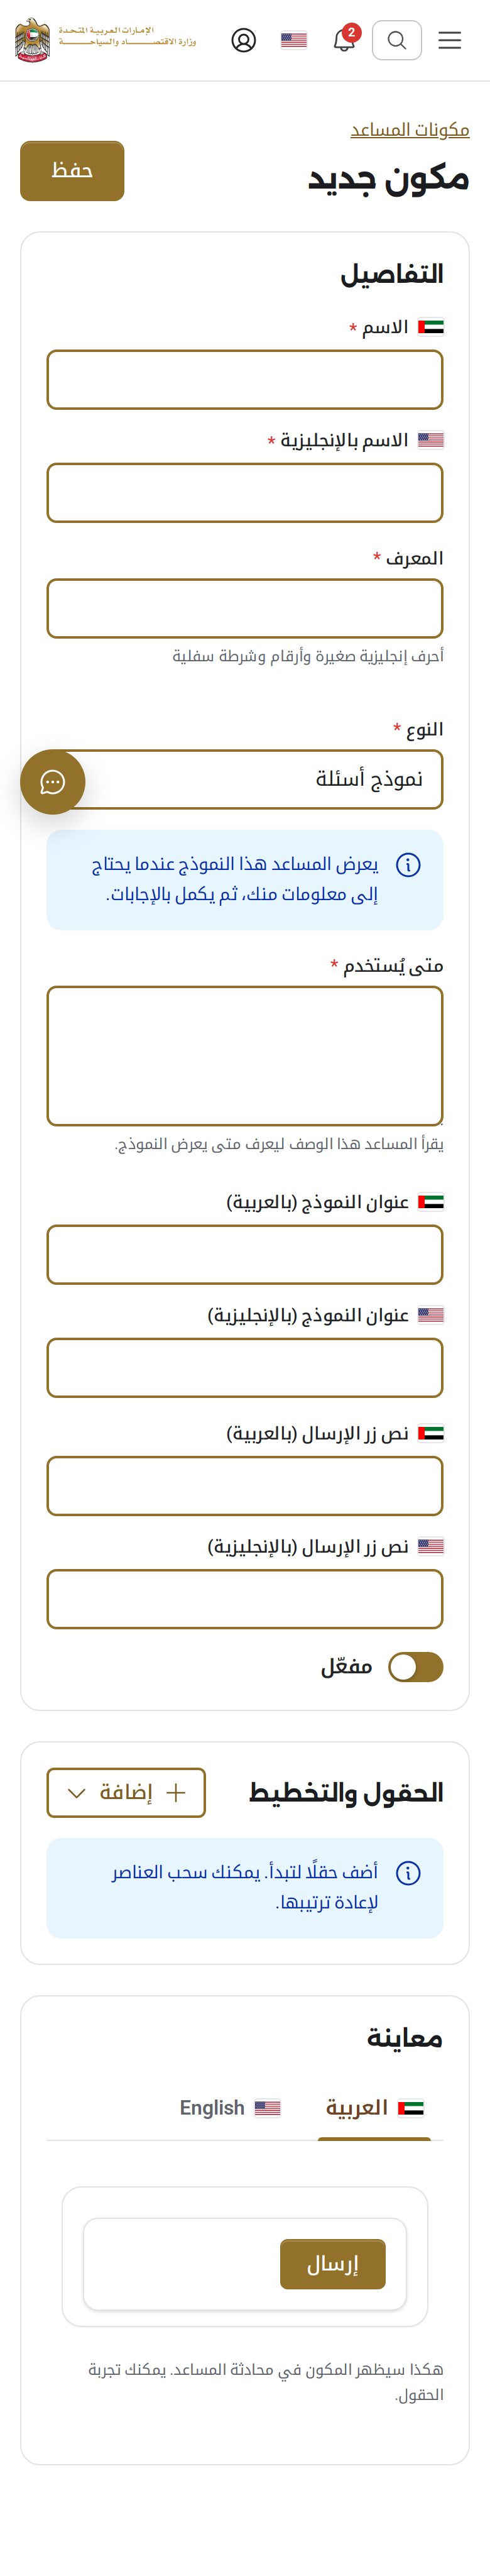 الإمارات العربية المتحدة
وزارة الاقتصاد والسياحة
2
مكونات المساعد
مكون جديد
حفظ
التفاصيل
الاسم *
الاسم بالإنجليزية *
المعرف *
أحرف إنجليزية صغيرة وأرقام وشرطة سفلية
النوع *
نموذج أسئلة
يعرض المساعد هذا النموذج عندما يحتاج
إلى معلومات منك، ثم يكمل بالإجابات.
متى يُستخدم *
يقرأ المساعد هذا الوصف ليعرف متى يعرض النموذج.
عنوان النموذج (بالعربية)
عنوان النموذج (بالإنجليزية)
نص زر الإرسال (بالعربية)
نص زر الإرسال (بالإنجليزية)
مفعّل
الحقول والتخطيط
إضافة
أضف حقلًا لتبدأ. يمكنك سحب العناصر
لإعادة ترتيبها.
معاينة
العربية
English
إرسال
هكذا سيظهر المكون في محادثة المساعد. يمكنك تجربة
الحقول.